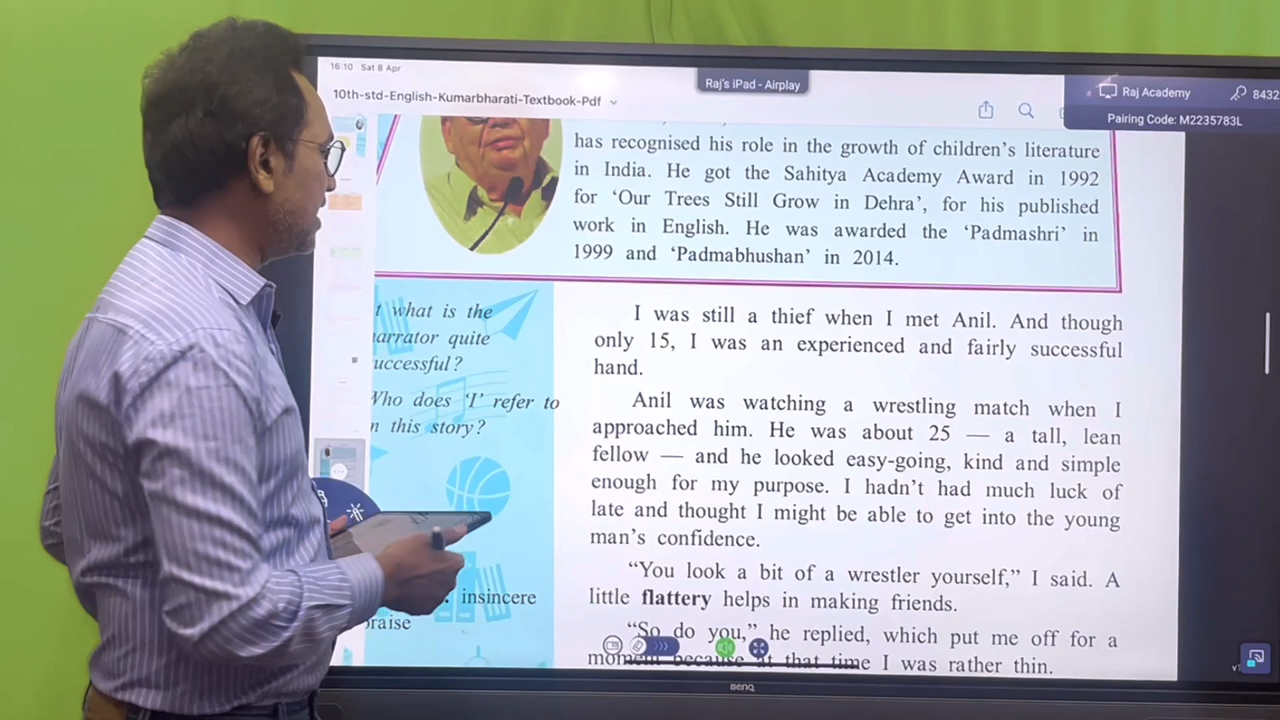 16:10 Sat 8 Apr
Raj's iPad - Airplay
Raj Academy
8432
10th-std-English-Kumarbharati-Textbook-Pdf
Pairing Code: M2235783L
has recognised his role in the growth of children's literature
in India. He got the Sahitya Academy Award in 1992
for 'Our Trees Still Grow in Dehra', for his published
work in English. He was awarded the 'Padmashri' in
1999 and 'Padmabhushan' in 2014.
what is the
quite
Who does 'I' refer to
this story?
insincere
I was still a thief when I met Anil. And though
only 15, I was an experienced and fairly successful
hand.
Anil was watching a wrestling match when I
approached him. He was about 25 — a tall, lean
fellow — and he looked easy-going, kind and simple
enough for my purpose. I hadn't had much luck of
late and thought I might be able to get into the young
man's confidence.
"You look a bit of a wrestler yourself," I said. A
little flattery helps in making friends.
"So do you," he replied, which put me off for a
moment because at that time I was rather thin.
BenQ